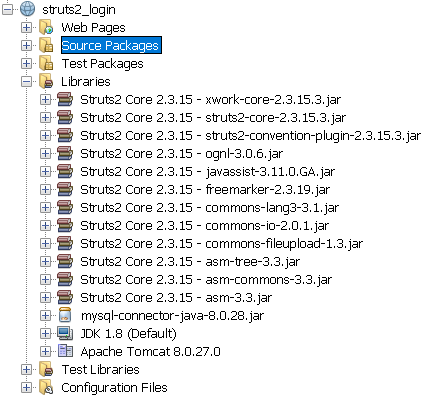 struts2_login
Web Pages
Source Packages
Test Packages
Libraries
Struts2 Core 2.3.15 - xwork-core-2.3.15.3.jar
Struts2 Core 2.3.15 - struts2-core-2.3.15.3.jar
Struts2 Core 2.3.15 - struts2-convention-plugin-2.3.15.3.jar
Struts2 Core 2.3.15 - ognl-3.0.6.jar
Struts2 Core 2.3.15 - javassist-3.11.0.GA.jar
Struts2 Core 2.3.15 - freemarker-2.3.19.jar
Struts2 Core 2.3.15 - commons-lang3-3.1.jar
Struts2 Core 2.3.15 - commons-io-2.0.1.jar
Struts2 Core 2.3.15 - commons-fileupload-1.3.jar
Struts2 Core 2.3.15 - asm-tree-3.3.jar
Struts2 Core 2.3.15 - asm-commons-3.3.jar
Struts2 Core 2.3.15 - asm-3.3.jar
mysql-connector-java-8.0.28.jar
JDK 1.8 (Default)
Apache Tomcat 8.0.27.0
Test Libraries
Configuration Files